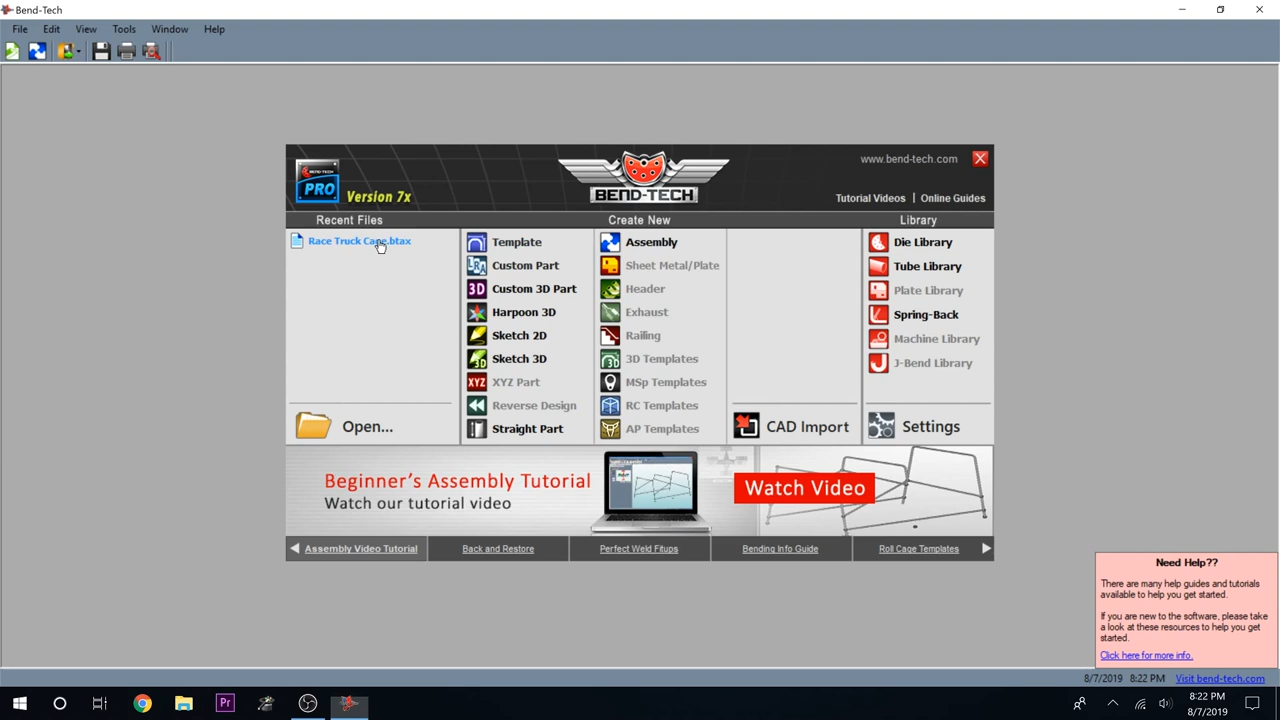 Bend-Tech
File Edit View Tools Window Help
www.bend-tech.com
BEND-TECH
PRO
Version 7x
BEND-TECH
Tutorial Videos | Online Guides
Recent Files Create New Library
Race Truck Cage.btax
Template
Custom Part
Custom 3D Part
Harpoon 3D
Sketch 2D
Sketch 3D
XYZ Part
Reverse Design
Straight Part
Assembly
Sheet Metal/Plate
Header
Exhaust
Railing
3D Templates
MSp Templates
RC Templates
AP Templates
Die Library
Tube Library
Plate Library
Spring-Back
Machine Library
J-Bend Library
Open...
CAD Import
Settings
Beginner's Assembly Tutorial
Watch our tutorial video
Watch Video
Assembly Video Tutorial Back and Restore Perfect Weld Fitups Bending Info Guide Roll Cage Templates
Need Help??
There are many help guides and tutorials
available to help you get started.
If you are new to the software, please take
a look at these resources to help you get
started.
Click here for more info.
8/7/2019 8:22 PM Visit bend-tech.com
Pr
8:22 PM
8/7/2019